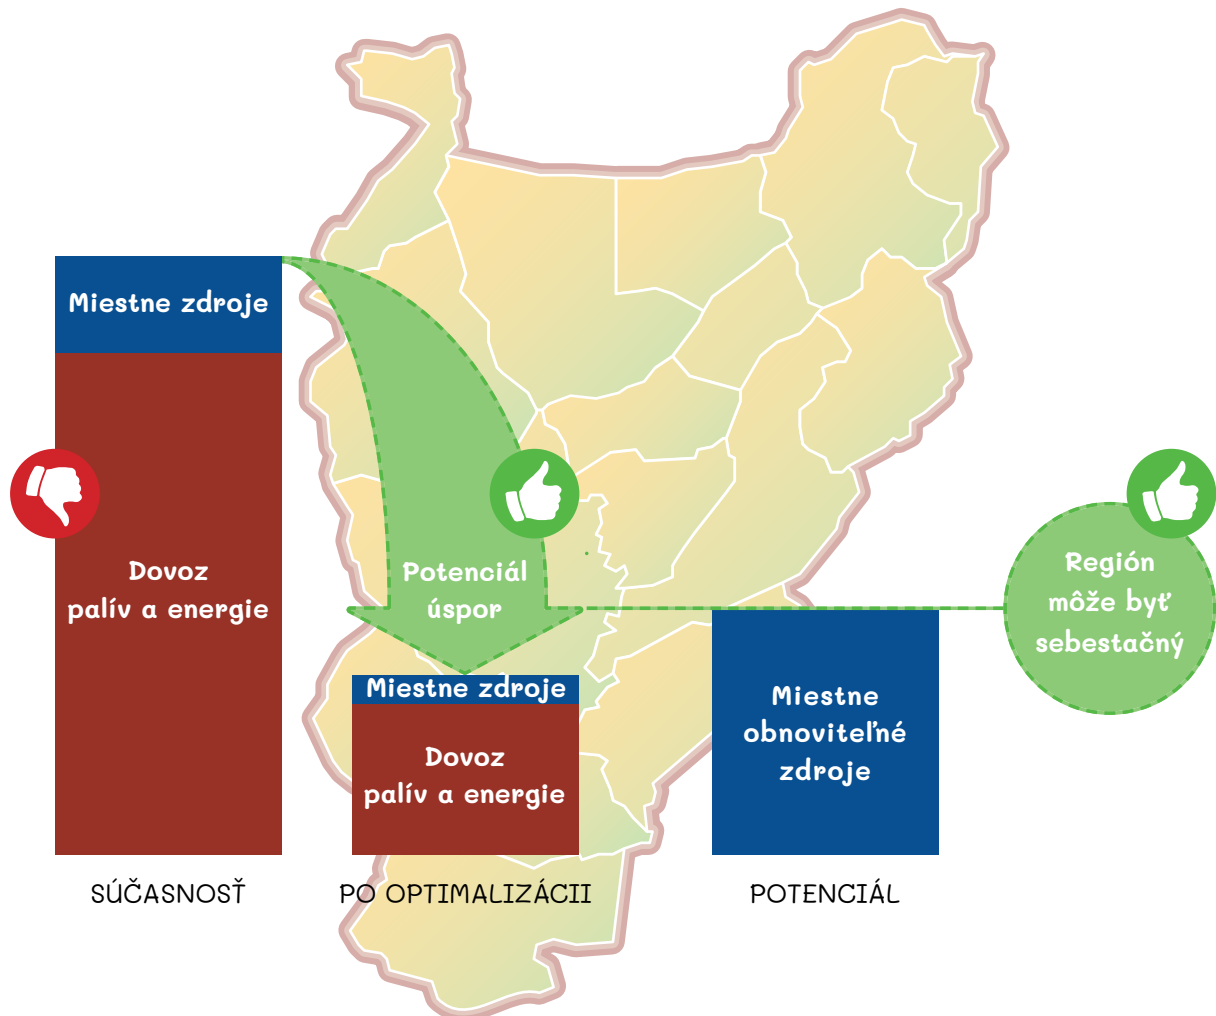 Miestne zdroje
Dovoz
palív a energie
SÚČASNOSŤ
Potenciál
úspor
Miestne zdroje
Dovoz
palív a energie
PO OPTIMALIZÁCII
Miestne
obnoviteľné
zdroje
POTENCIÁL
Región
môže byť
sebestačný